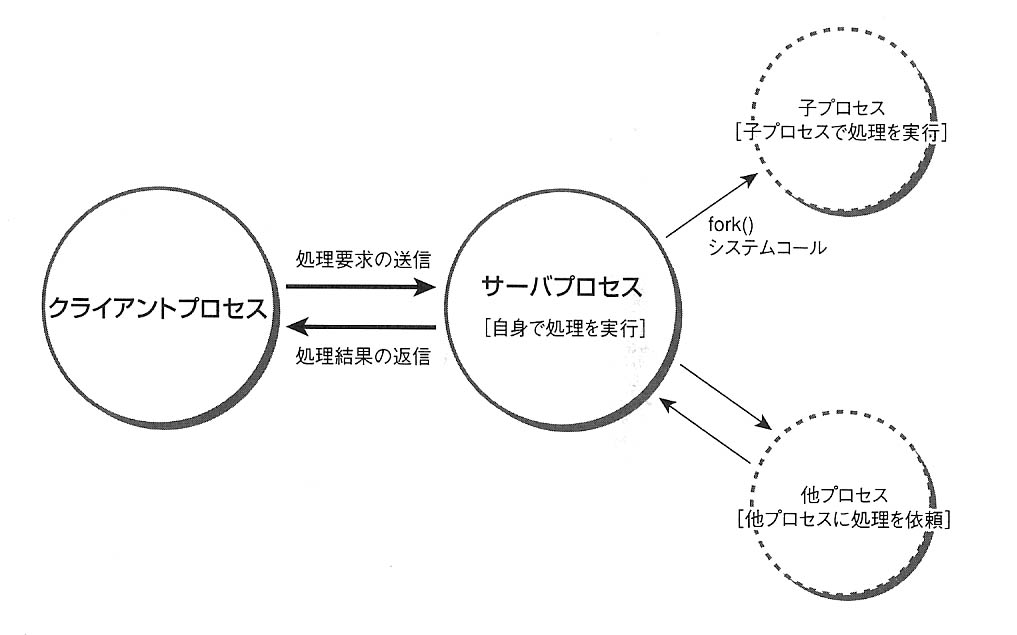 子プロセス
[子プロセスで処理を実行]
fork()
システムコール
処理要求の送信
クライアントプロセス
サーバプロセス
[自身で処理を実行]
処理結果の返信
他プロセス
[他プロセスに処理を依頼]